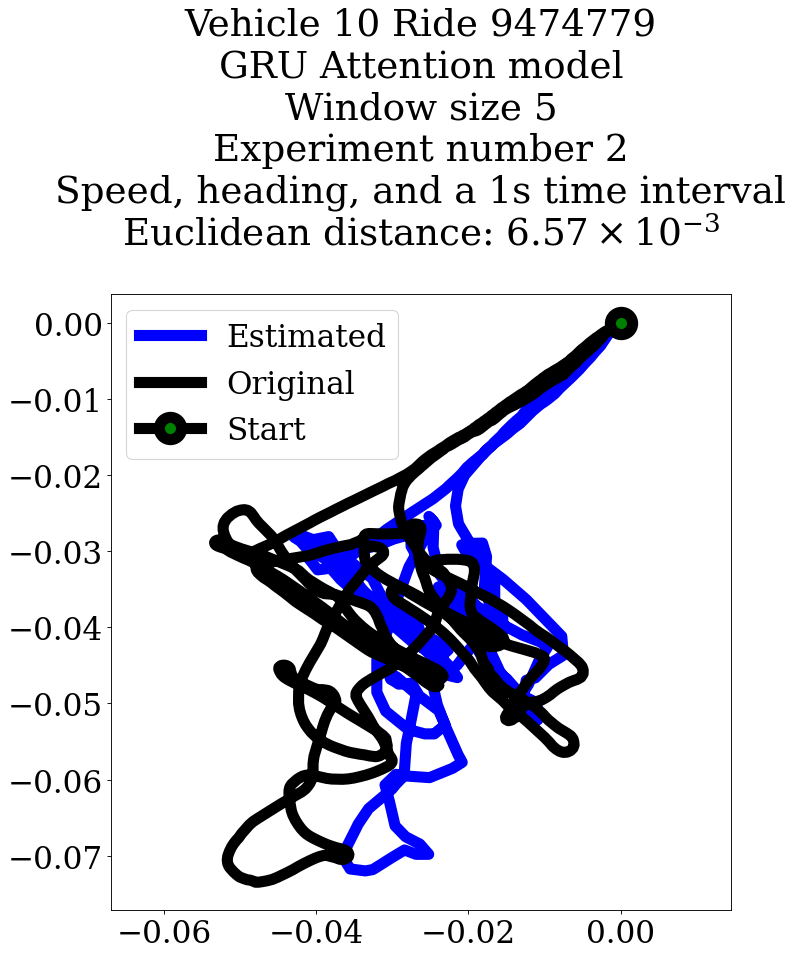 Vehicle 10 Ride 9474779
GRU Attention model
Window size 5
Experiment number 2
Speed, heading, and a 1s time interval
Euclidean distance: 6.57 × 10⁻³
Estimated
Original
Start
0.00
−0.01
−0.02
−0.03
−0.04
−0.05
−0.06
−0.07
−0.06 −0.04 −0.02 0.00